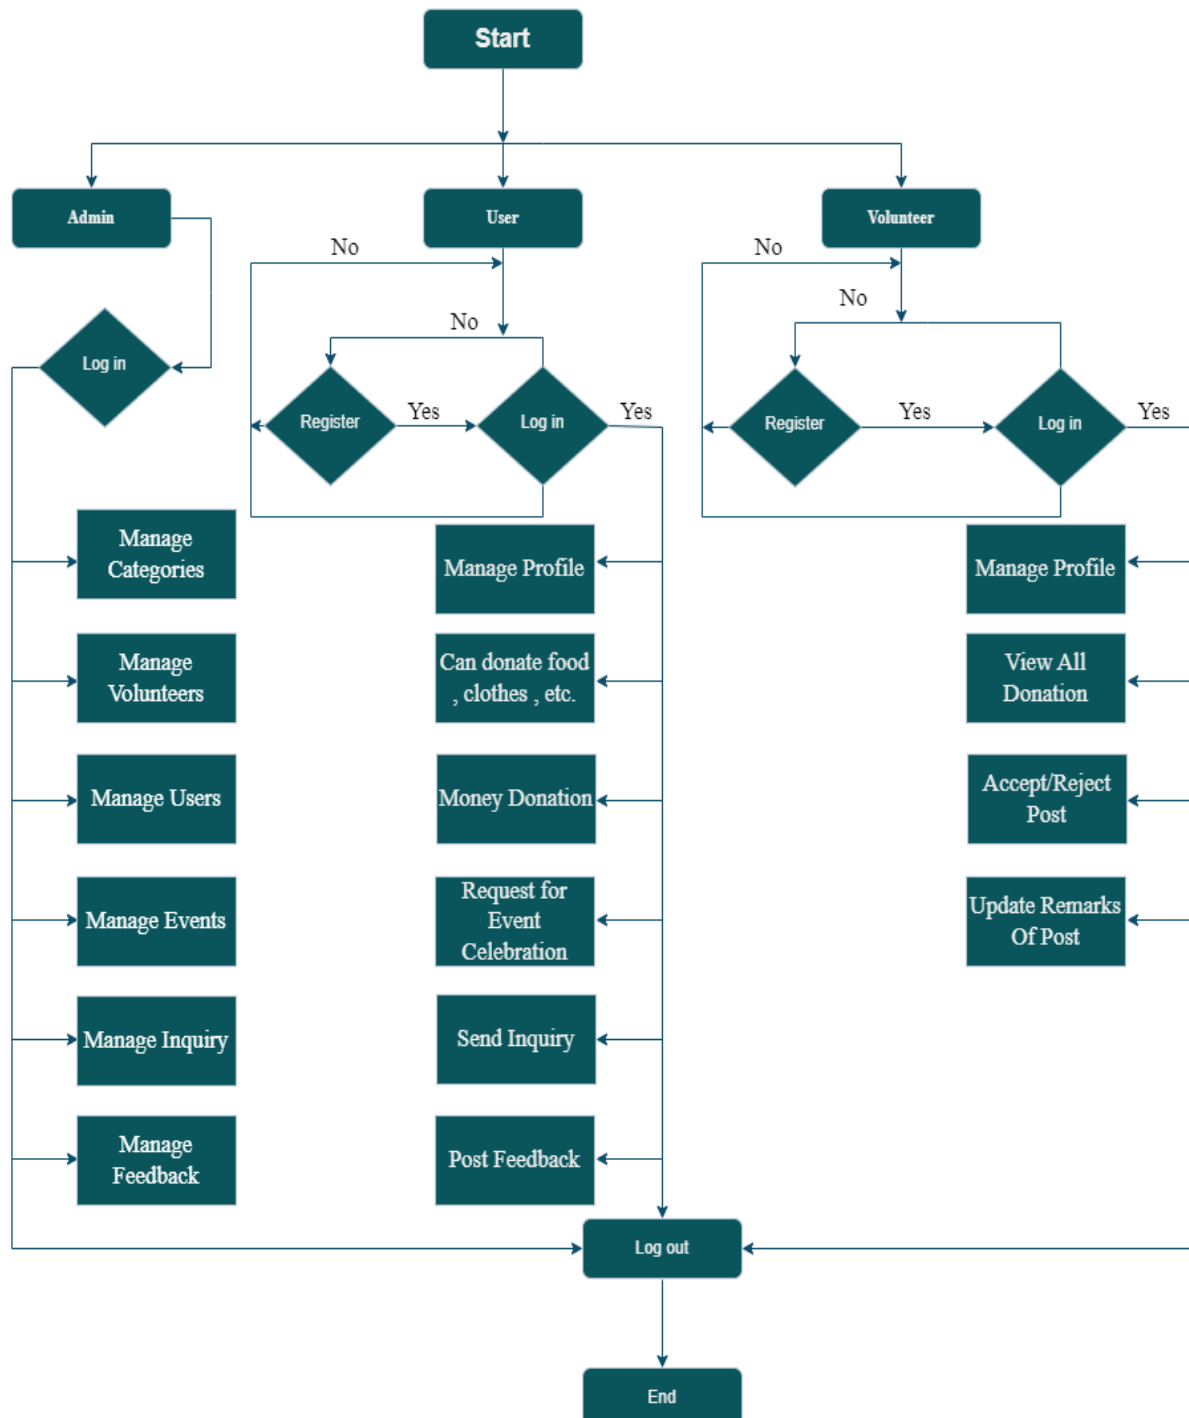 Start
Admin
User
Volunteer
No
No
No
No
Log in
Register
Yes
Log in
Yes
Register
Yes
Log in
Yes
Manage
Categories
Manage Profile
Manage Profile
Manage
Volunteers
Can donate food
, clothes , etc.
View All
Donation
Manage Users
Money Donation
Accept/Reject
Post
Manage Events
Request for
Event
Celebration
Update Remarks
Of Post
Manage Inquiry
Send Inquiry
Manage
Feedback
Post Feedback
Log out
End